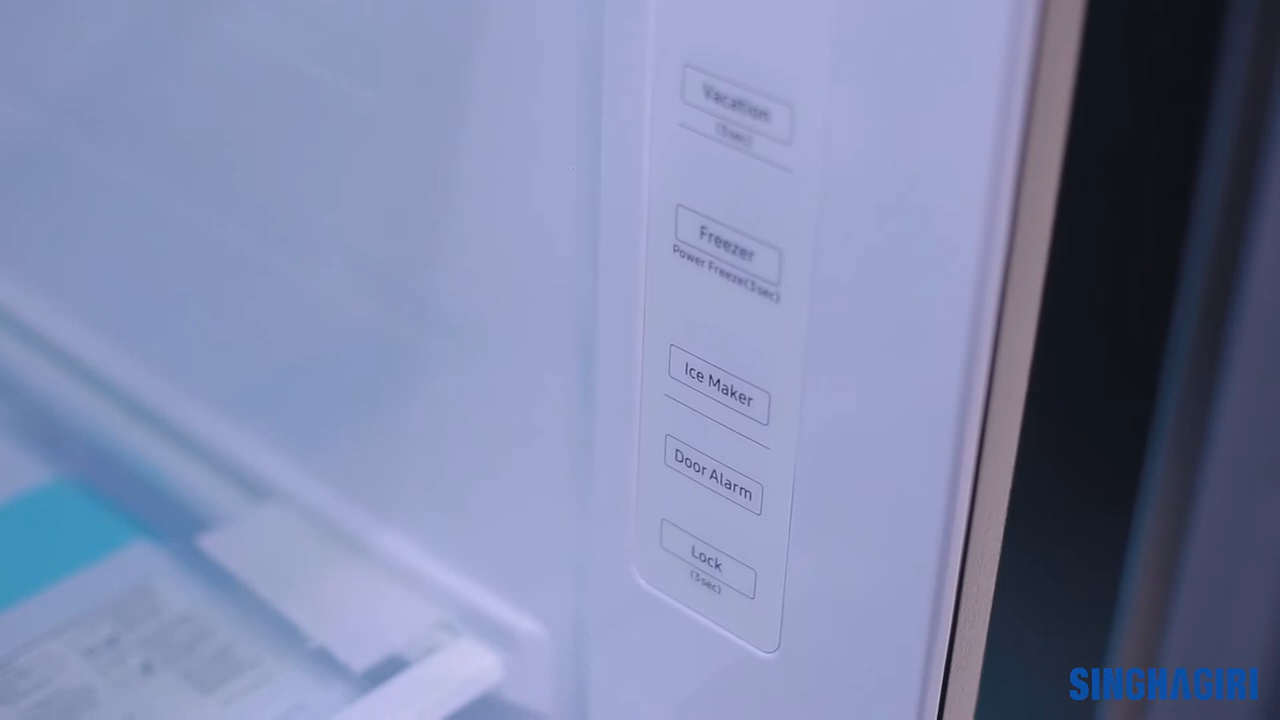 Vacation
(3sec)
Freezer
Power Freeze(3sec)
Ice Maker
Door Alarm
Lock
(3sec)
SINGHAGIRI